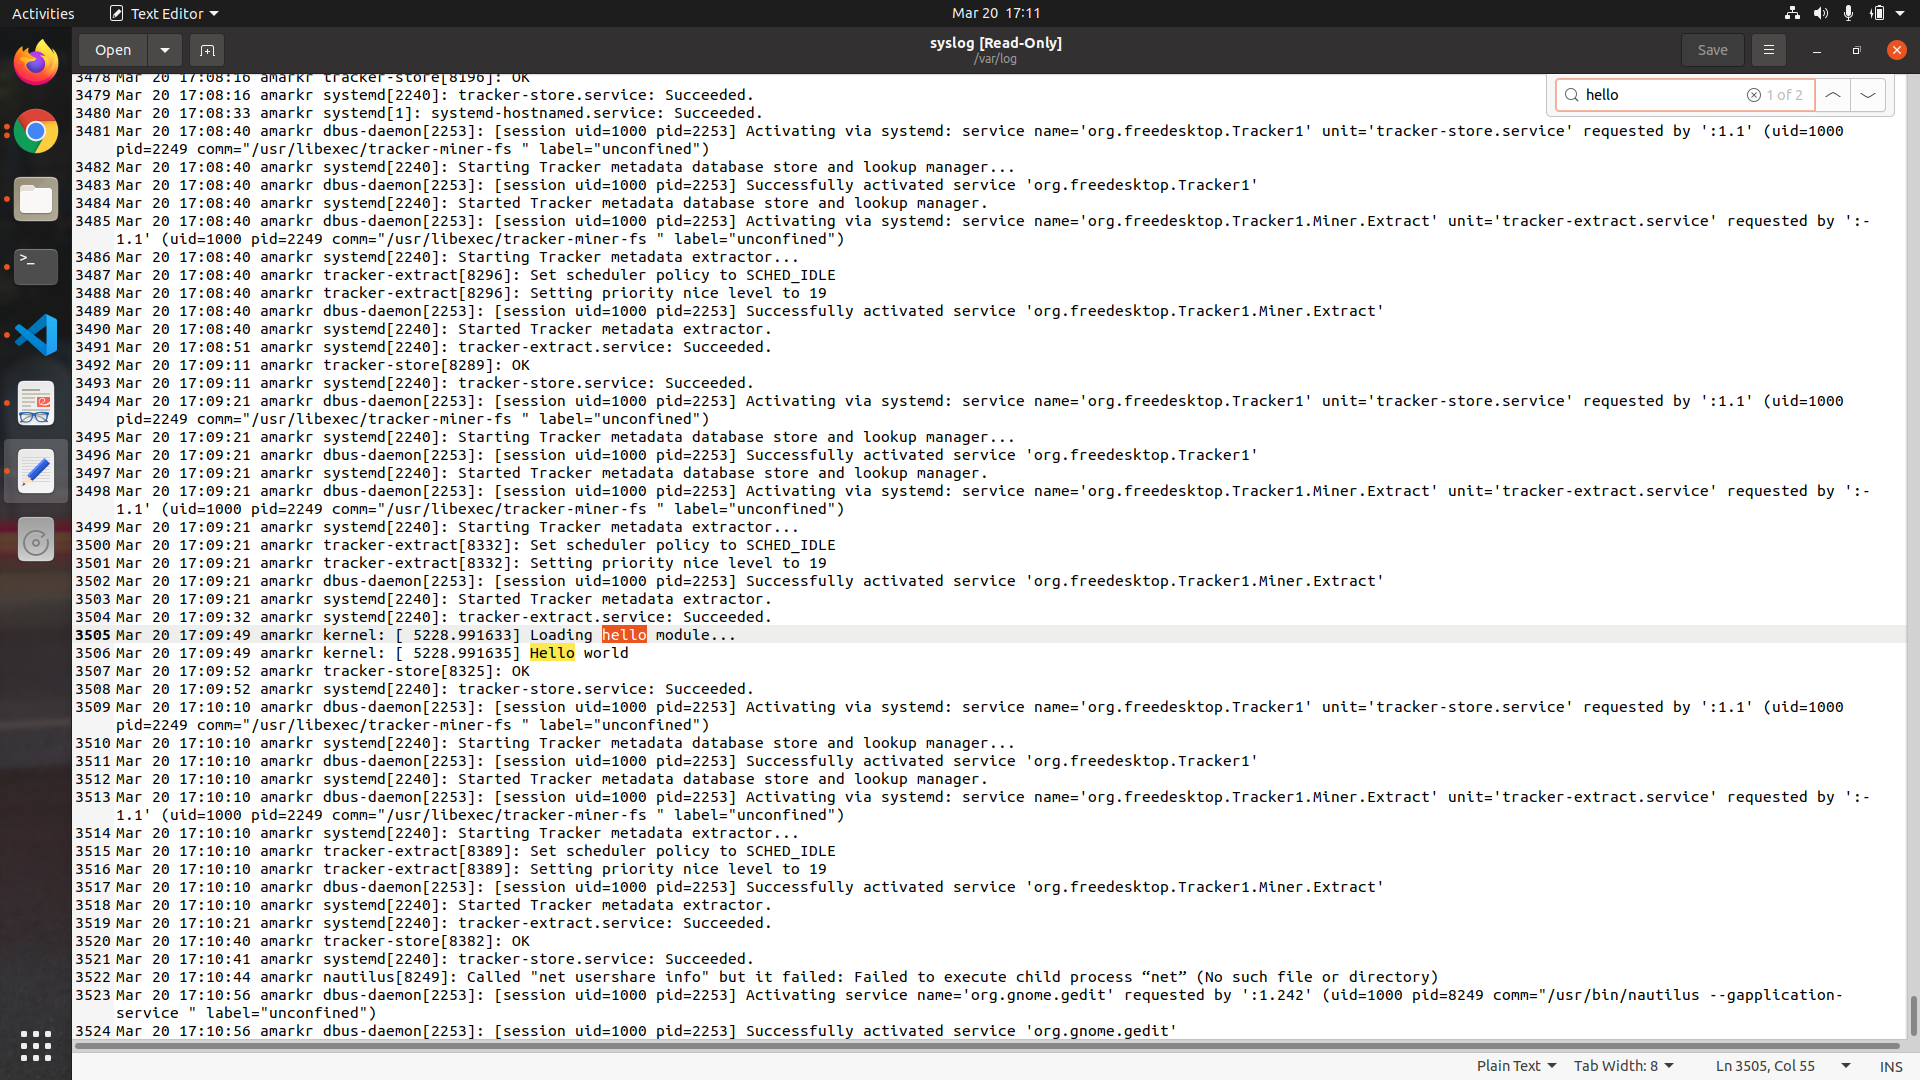 Activities
Text Editor
Mar 20 17:11
Open
syslog [Read-Only]
/var/log
Save
hello
1 of 2
3478 Mar 20 17:08:16 amarkr tracker-store[8196]: OK
3479 Mar 20 17:08:16 amarkr systemd[2240]: tracker-store.service: Succeeded.
3480 Mar 20 17:08:33 amarkr systemd[1]: systemd-hostnamed.service: Succeeded.
3481 Mar 20 17:08:40 amarkr dbus-daemon[2253]: [session uid=1000 pid=2253] Activating via systemd: service name='org.freedesktop.Tracker1' unit='tracker-store.service' requested by ':1.1' (uid=1000
pid=2249 comm="/usr/libexec/tracker-miner-fs " label="unconfined")
3482 Mar 20 17:08:40 amarkr systemd[2240]: Starting Tracker metadata database store and lookup manager...
3483 Mar 20 17:08:40 amarkr dbus-daemon[2253]: [session uid=1000 pid=2253] Successfully activated service 'org.freedesktop.Tracker1'
3484 Mar 20 17:08:40 amarkr systemd[2240]: Started Tracker metadata database store and lookup manager.
3485 Mar 20 17:08:40 amarkr dbus-daemon[2253]: [session uid=1000 pid=2253] Activating via systemd: service name='org.freedesktop.Tracker1.Miner.Extract' unit='tracker-extract.service' requested by ':-
1.1' (uid=1000 pid=2249 comm="/usr/libexec/tracker-miner-fs " label="unconfined")
3486 Mar 20 17:08:40 amarkr systemd[2240]: Starting Tracker metadata extractor...
3487 Mar 20 17:08:40 amarkr tracker-extract[8296]: Set scheduler policy to SCHED_IDLE
3488 Mar 20 17:08:40 amarkr tracker-extract[8296]: Setting priority nice level to 19
3489 Mar 20 17:08:40 amarkr dbus-daemon[2253]: [session uid=1000 pid=2253] Successfully activated service 'org.freedesktop.Tracker1.Miner.Extract'
3490 Mar 20 17:08:40 amarkr systemd[2240]: Started Tracker metadata extractor.
3491 Mar 20 17:08:51 amarkr systemd[2240]: tracker-extract.service: Succeeded.
3492 Mar 20 17:09:11 amarkr tracker-store[8289]: OK
3493 Mar 20 17:09:11 amarkr systemd[2240]: tracker-store.service: Succeeded.
3494 Mar 20 17:09:21 amarkr dbus-daemon[2253]: [session uid=1000 pid=2253] Activating via systemd: service name='org.freedesktop.Tracker1' unit='tracker-store.service' requested by ':1.1' (uid=1000
pid=2249 comm="/usr/libexec/tracker-miner-fs " label="unconfined")
3495 Mar 20 17:09:21 amarkr systemd[2240]: Starting Tracker metadata database store and lookup manager...
3496 Mar 20 17:09:21 amarkr dbus-daemon[2253]: [session uid=1000 pid=2253] Successfully activated service 'org.freedesktop.Tracker1'
3497 Mar 20 17:09:21 amarkr systemd[2240]: Started Tracker metadata database store and lookup manager.
3498 Mar 20 17:09:21 amarkr dbus-daemon[2253]: [session uid=1000 pid=2253] Activating via systemd: service name='org.freedesktop.Tracker1.Miner.Extract' unit='tracker-extract.service' requested by ':-
1.1' (uid=1000 pid=2249 comm="/usr/libexec/tracker-miner-fs " label="unconfined")
3499 Mar 20 17:09:21 amarkr systemd[2240]: Starting Tracker metadata extractor...
3500 Mar 20 17:09:21 amarkr tracker-extract[8332]: Set scheduler policy to SCHED_IDLE
3501 Mar 20 17:09:21 amarkr tracker-extract[8332]: Setting priority nice level to 19
3502 Mar 20 17:09:21 amarkr dbus-daemon[2253]: [session uid=1000 pid=2253] Successfully activated service 'org.freedesktop.Tracker1.Miner.Extract'
3503 Mar 20 17:09:21 amarkr systemd[2240]: Started Tracker metadata extractor.
3504 Mar 20 17:09:32 amarkr systemd[2240]: tracker-extract.service: Succeeded.
3505 Mar 20 17:09:49 amarkr kernel: [ 5228.991633] Loading hello module...
3506 Mar 20 17:09:49 amarkr kernel: [ 5228.991635] Hello world
3507 Mar 20 17:09:52 amarkr tracker-store[8325]: OK
3508 Mar 20 17:09:52 amarkr systemd[2240]: tracker-store.service: Succeeded.
3509 Mar 20 17:10:10 amarkr dbus-daemon[2253]: [session uid=1000 pid=2253] Activating via systemd: service name='org.freedesktop.Tracker1' unit='tracker-store.service' requested by ':1.1' (uid=1000
pid=2249 comm="/usr/libexec/tracker-miner-fs " label="unconfined")
3510 Mar 20 17:10:10 amarkr systemd[2240]: Starting Tracker metadata database store and lookup manager...
3511 Mar 20 17:10:10 amarkr dbus-daemon[2253]: [session uid=1000 pid=2253] Successfully activated service 'org.freedesktop.Tracker1'
3512 Mar 20 17:10:10 amarkr systemd[2240]: Started Tracker metadata database store and lookup manager.
3513 Mar 20 17:10:10 amarkr dbus-daemon[2253]: [session uid=1000 pid=2253] Activating via systemd: service name='org.freedesktop.Tracker1.Miner.Extract' unit='tracker-extract.service' requested by ':-
1.1' (uid=1000 pid=2249 comm="/usr/libexec/tracker-miner-fs " label="unconfined")
3514 Mar 20 17:10:10 amarkr systemd[2240]: Starting Tracker metadata extractor...
3515 Mar 20 17:10:10 amarkr tracker-extract[8389]: Set scheduler policy to SCHED_IDLE
3516 Mar 20 17:10:10 amarkr tracker-extract[8389]: Setting priority nice level to 19
3517 Mar 20 17:10:10 amarkr dbus-daemon[2253]: [session uid=1000 pid=2253] Successfully activated service 'org.freedesktop.Tracker1.Miner.Extract'
3518 Mar 20 17:10:10 amarkr systemd[2240]: Started Tracker metadata extractor.
3519 Mar 20 17:10:21 amarkr systemd[2240]: tracker-extract.service: Succeeded.
3520 Mar 20 17:10:40 amarkr tracker-store[8382]: OK
3521 Mar 20 17:10:41 amarkr systemd[2240]: tracker-store.service: Succeeded.
3522 Mar 20 17:10:44 amarkr nautilus[8249]: Called "net usershare info" but it failed: Failed to execute child process “net” (No such file or directory)
3523 Mar 20 17:10:56 amarkr dbus-daemon[2253]: [session uid=1000 pid=2253] Activating service name='org.gnome.gedit' requested by ':1.242' (uid=1000 pid=8249 comm="/usr/bin/nautilus --gapplication-
service " label="unconfined")
3524 Mar 20 17:10:56 amarkr dbus-daemon[2253]: [session uid=1000 pid=2253] Successfully activated service 'org.gnome.gedit'
Plain Text
Tab Width: 8
Ln 3505, Col 55
INS